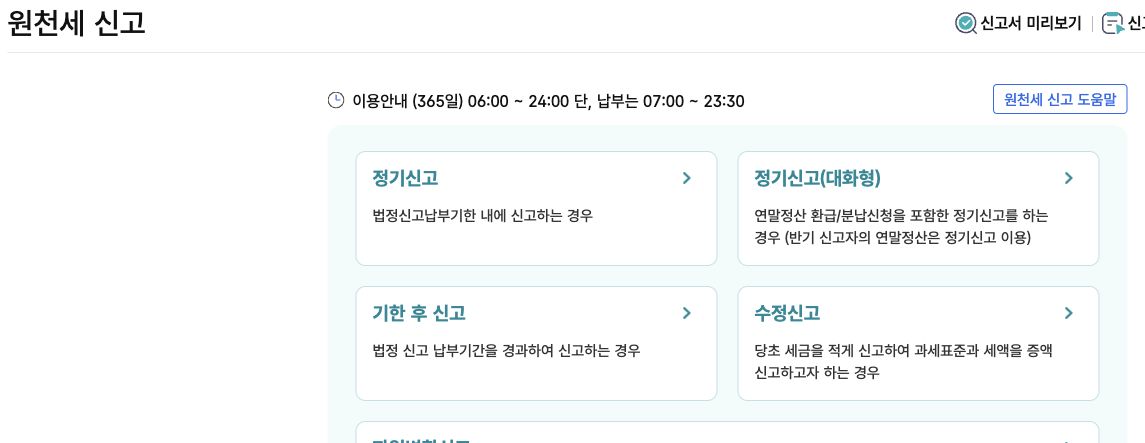 원천세 신고
신고서 미리보기
이용안내 (365일) 06:00 ~ 24:00 단, 납부는 07:00 ~ 23:30
원천세 신고 도움말
정기신고
법정신고납부기한 내에 신고하는 경우
정기신고(대화형)
연말정산 환급/분납신청을 포함한 정기신고를 하는
경우 (반기 신고자의 연말정산은 정기신고 이용)
기한 후 신고
법정 신고 납부기간을 경과하여 신고하는 경우
수정신고
당초 세금을 적게 신고하여 과세표준과 세액을 증액
신고하고자 하는 경우